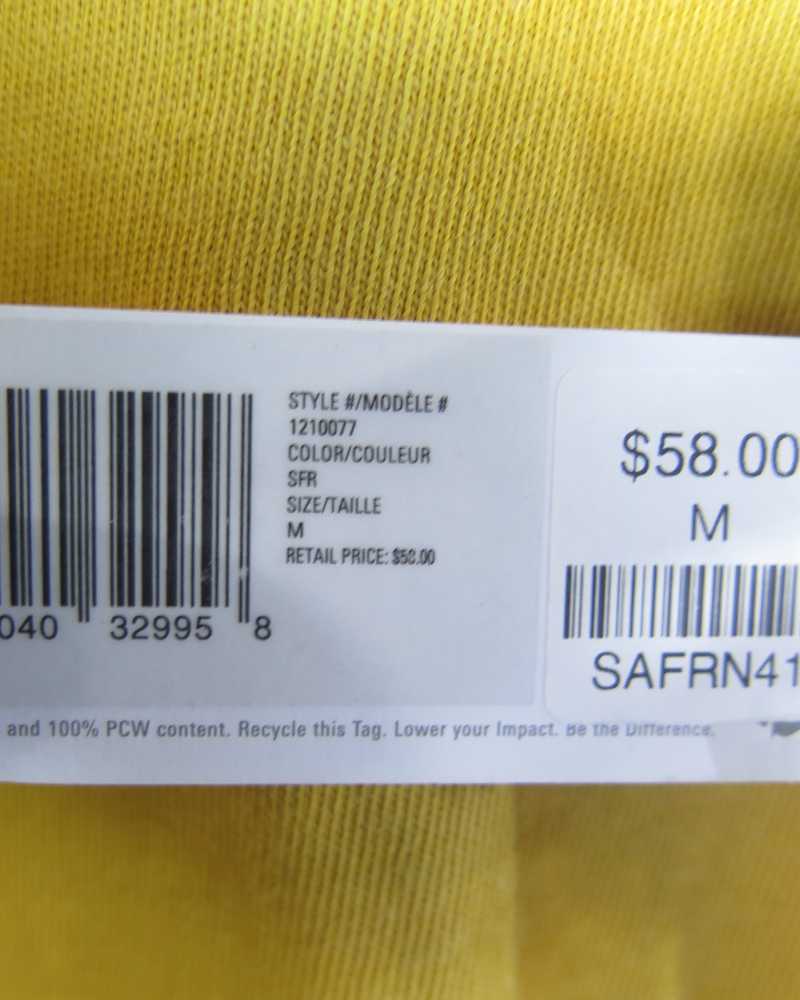 STYLE #/MODÈLE #
1210077
COLOR/COULEUR
SFR
SIZE/TAILLE
M
RETAIL PRICE: $58.00
040 32995 8
$58.00
M
SAFRN41
and 100% PCW content. Recycle this Tag. Lower your Impact. Be the Difference.